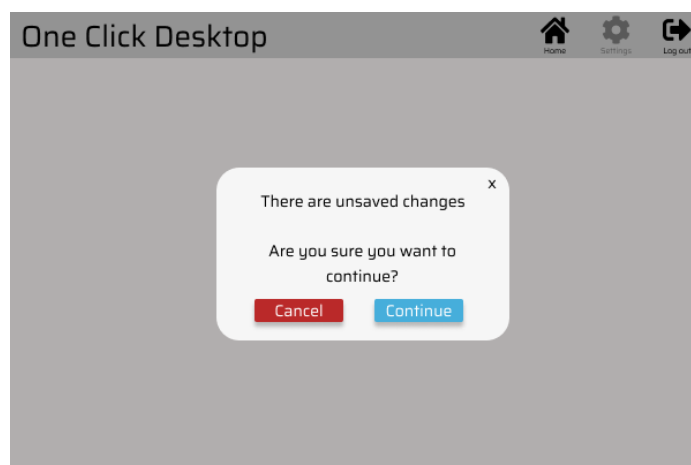 One Click Desktop
Home
Settings
Log out
x
There are unsaved changes
Are you sure you want to
continue?
Cancel
Continue